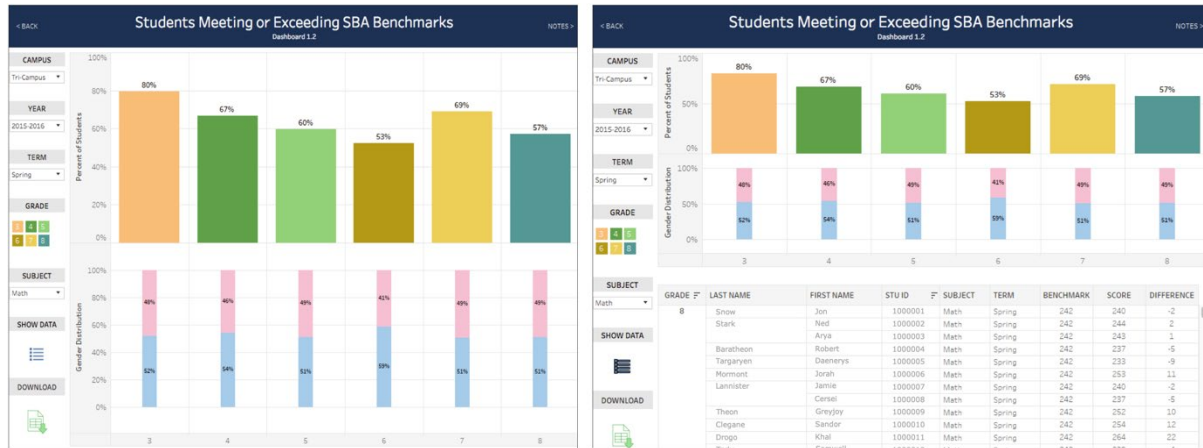 < BACK
Students Meeting or Exceeding SBA Benchmarks
NOTES >
Dashboard 1.2
CAMPUS
Tri-Campus
YEAR
2015-2016
TERM
Spring
GRADE
3 4 5
6 7 8
SUBJECT
Math
SHOW DATA
DOWNLOAD
Percent of Students
100%
80%
60%
40%
20%
0%
80%
67%
60%
53%
69%
57%
Gender Distribution
100%
80%
60%
40%
20%
0%
48% 46% 49% 41% 49% 49%
52% 54% 51% 59% 51% 51%
3 4 5 6 7 8
< BACK
Students Meeting or Exceeding SBA Benchmarks
NOTES >
Dashboard 1.2
CAMPUS
Tri-Campus
YEAR
2015-2016
TERM
Spring
GRADE
3 4 5
6 7 8
SUBJECT
Math
SHOW DATA
DOWNLOAD
Percent of Students
100%
50%
0%
80%
67%
60%
53%
69%
57%
Gender Distribution
100%
50%
0%
48% 46% 49% 41% 49% 49%
52% 54% 51% 59% 51% 51%
3 4 5 6 7 8
GRADE LAST NAME FIRST NAME STU ID SUBJECT TERM BENCHMARK SCORE DIFFERENCE
8 Snow Jon 1000001 Math Spring 242 240 -2
Stark Ned 1000002 Math Spring 242 244 2
Arya 1000003 Math Spring 242 243 1
Baratheon Robert 1000004 Math Spring 242 237 -5
Targaryen Daenerys 1000005 Math Spring 242 233 -9
Mormont Jorah 1000006 Math Spring 242 253 11
Lannister Jamie 1000007 Math Spring 242 240 -2
Cersei 1000008 Math Spring 242 237 -5
Theon Greyjoy 1000009 Math Spring 242 252 10
Clegane Sandor 1000010 Math Spring 242 254 12
Drogo Khal 1000011 Math Spring 242 264 22